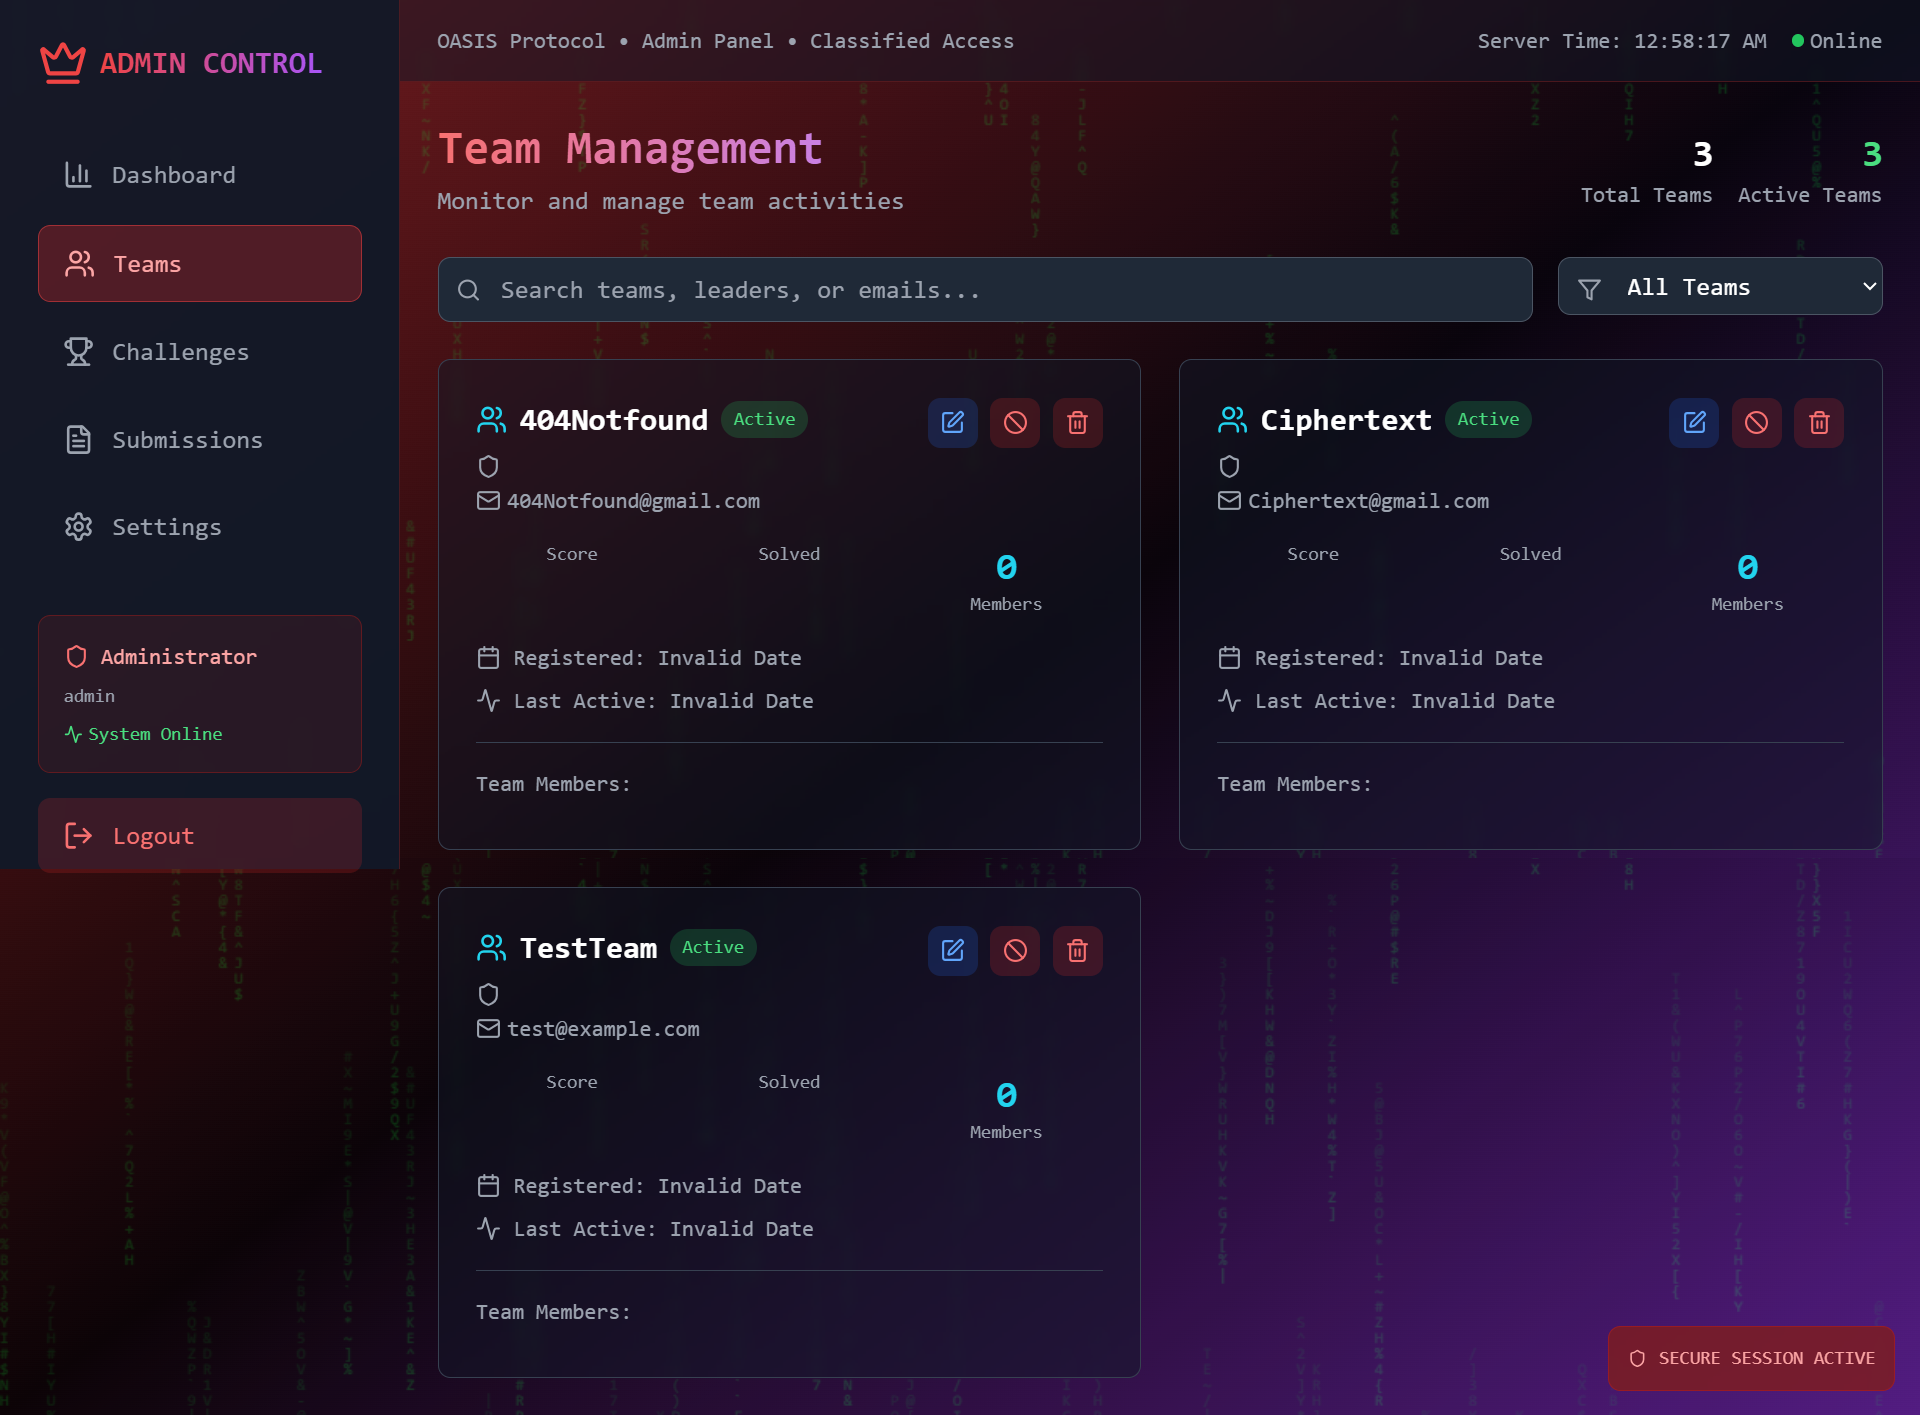 ADMIN CONTROL
Dashboard
Teams
Challenges
Submissions
Settings
Administrator
admin
System Online
Logout
OASIS Protocol • Admin Panel • Classified Access
Server Time: 12:58:17 AM
Online
Team Management
Monitor and manage team activities
3
Total Teams
3
Active Teams
Search teams, leaders, or emails...
All Teams
404Notfound
Active
404Notfound@gmail.com
Score
Solved
0
Members
Registered: Invalid Date
Last Active: Invalid Date
Team Members:
Ciphertext
Active
Ciphertext@gmail.com
Score
Solved
0
Members
Registered: Invalid Date
Last Active: Invalid Date
Team Members:
TestTeam
Active
test@example.com
Score
Solved
0
Members
Registered: Invalid Date
Last Active: Invalid Date
Team Members:
SECURE SESSION ACTIVE